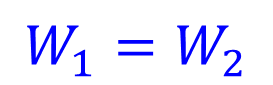 W₁ = W₂